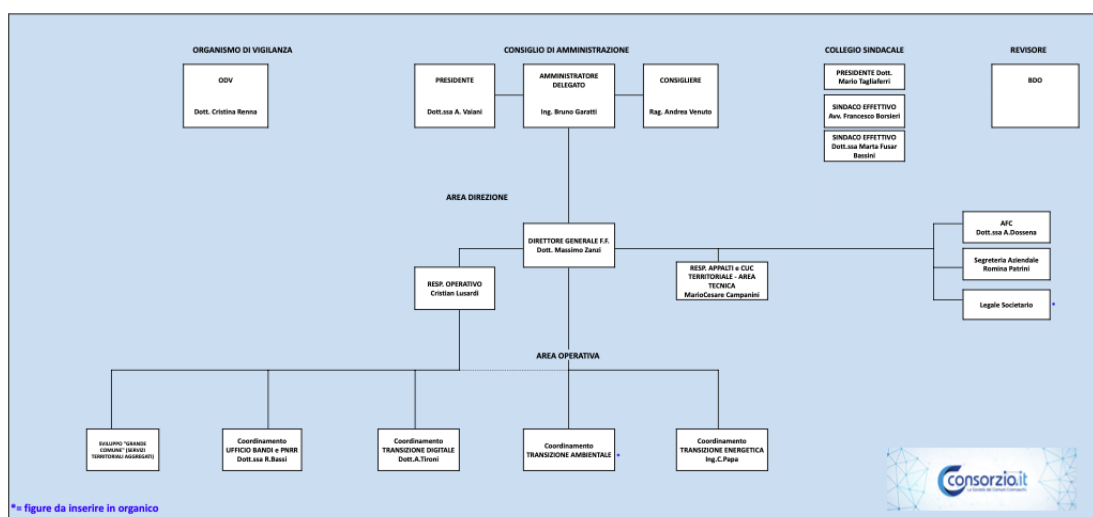 ORGANISMO DI VIGILANZA
CONSIGLIO DI AMMINISTRAZIONE
COLLEGIO SINDACALE
REVISORE
ODV
Dott. Cristina Renna
PRESIDENTE
Dott.ssa A. Vaiani
AMMINISTRATORE
DELEGATO
Ing. Bruno Garatti
CONSIGLIERE
Rag. Andrea Venuto
PRESIDENTE Dott.
Mario Tagliaferri
SINDACO EFFETTIVO
Avv. Francesco Borsieri
SINDACO EFFETTIVO
Dott.ssa Marta Fusar
Bassini
BDO
AREA DIREZIONE
DIRETTORE GENERALE F.F.
Dott. Massimo Zanzi
AFC
Dott.ssa A.Dossena
Segreteria Aziendale
Romina Patrini
Legale Societario
*
RESP. OPERATIVO
Cristian Lusardi
RESP. APPALTI e CUC
TERRITORIALE - AREA
TECNICA
MarioCesare Campanini
AREA OPERATIVA
SVILUPPO "GRANDE
COMUNE" (SERVIZI
TERRITORIALI AGGREGATI)
Coordinamento
UFFICIO BANDI e PNRR
Dott.ssa R.Bassi
Coordinamento
TRANSIZIONE DIGITALE
Dott.A.Tironi
Coordinamento
TRANSIZIONE AMBIENTALE
*
Coordinamento
TRANSIZIONE ENERGETICA
Ing.C.Papa
Consorzio.it
La Società dei Comuni Cremaschi
*= figure da inserire in organico